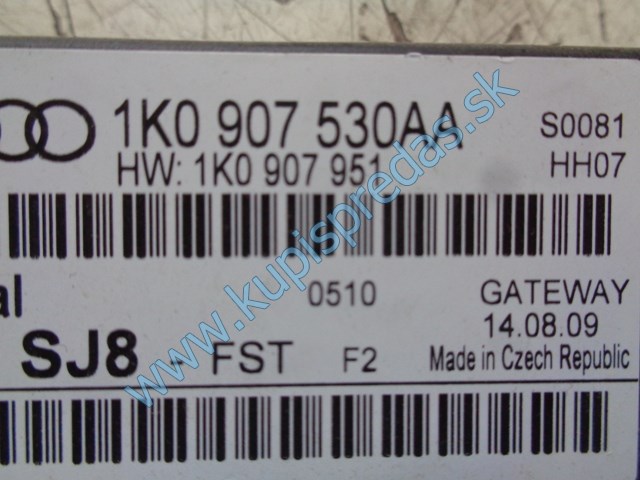 1K0 907 530AA S0081
HW: 1K0 907 951 HH07
al 0510 GATEWAY
14.08.09
SJ8 FST F2 Made in Czech Republic
www.kupispredas.sk